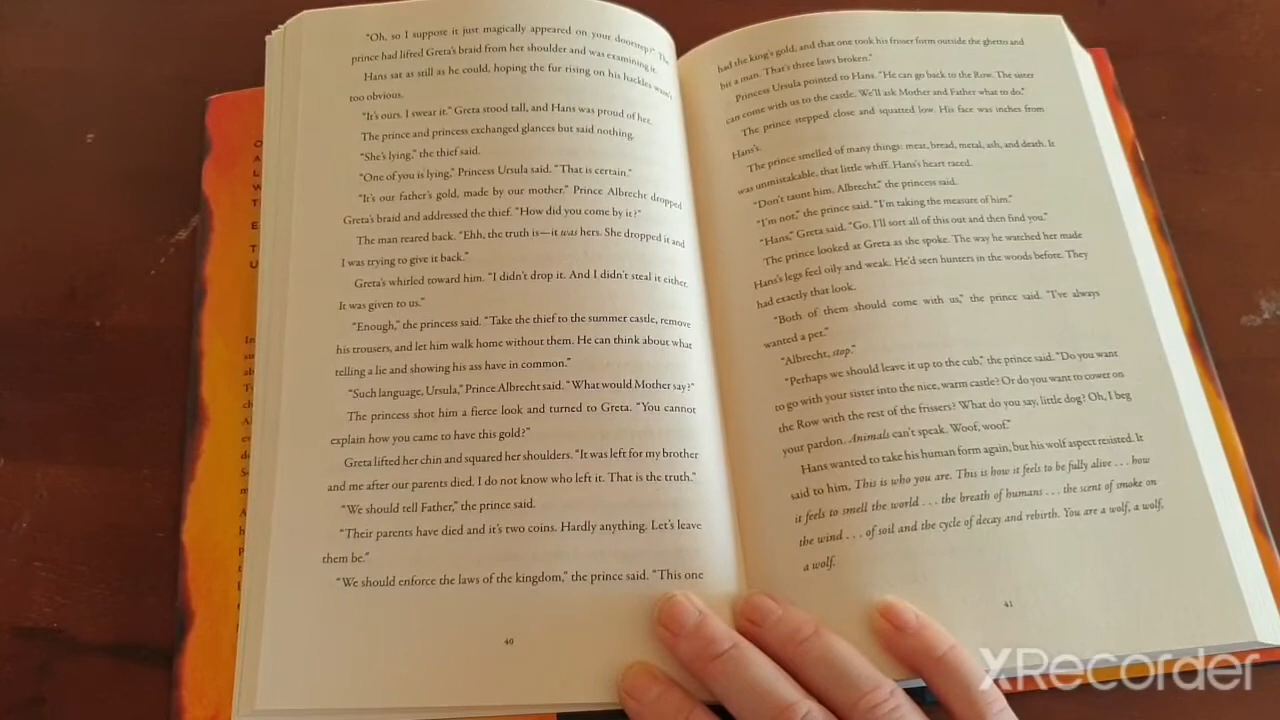 "Oh, so I suppose it just magically appeared on your doorstep?" The
prince had lifted Greta's braid from her shoulder and was examining it.
Hans sat as still as he could, hoping the fur rising on his hackles wasn't
too obvious.
"It's ours. I swear it." Greta stood tall, and Hans was proud of her.
The prince and princess exchanged glances but said nothing.
"She's lying," the thief said.
"One of you is lying," Princess Ursula said. "That is certain."
"It's our father's gold, made by our mother." Prince Albrecht dropped
Greta's braid and addressed the thief. "How did you come by it?"
The man reared back. "Ehh, the truth is—it was hers. She dropped it and
I was trying to give it back."
Greta's whirled toward him. "I didn't drop it. And I didn't steal it either.
It was given to us."
"Enough," the princess said. "Take the thief to the summer castle, remove
his trousers, and let him walk home without them. He can think about what
telling a lie and showing his ass have in common."
"Such language, Ursula," Prince Albrecht said. "What would Mother say?"
The princess shot him a fierce look and turned to Greta. "You cannot
explain how you came to have this gold?"
Greta lifted her chin and squared her shoulders. "It was left for my brother
and me after our parents died. I do not know who left it. That is the truth."
"We should tell Father," the prince said.
"Their parents have died and it's two coins. Hardly anything. Let's leave
them be."
"We should enforce the laws of the kingdom," the prince said. "This one
40
had the king's gold, and that one took his frisser form outside the ghetto and
bit a man. That's three laws broken."
Princess Ursula pointed to Hans. "He can go back to the Row. The sister
can come with us to the castle. We'll ask Mother and Father what to do."
The prince stepped close and squatted low. His face was inches from
Hans's.
The prince smelled of many things: meat, bread, metal, ash, and death. It
was unmistakable, that little whiff. Hans's heart raced.
"Don't taunt him, Albrecht," the princess said.
"I'm not," the prince said. "I'm taking the measure of him."
"Hans," Greta said. "Go. I'll sort all of this out and then find you."
The prince looked at Greta as she spoke. The way he watched her made
Hans's legs feel oily and weak. He'd seen hunters in the woods before. They
had exactly that look.
"Both of them should come with us," the prince said. "I've always
wanted a pet."
"Albrecht, stop."
"Perhaps we should leave it up to the cub," the prince said. "Do you want
to go with your sister into the nice, warm castle? Or do you want to cower on
the Row with the rest of the frissers? What do you say, little dog? Oh, I beg
your pardon. Animals can't speak. Woof, woof."
Hans wanted to take his human form again, but his wolf aspect resisted. It
said to him, This is who you are. This is how it feels to be fully alive . . . how
it feels to smell the world . . . the breath of humans . . . the scent of smoke on
the wind . . . of soil and the cycle of decay and rebirth. You are a wolf, a wolf,
a wolf.
41
XRecorder